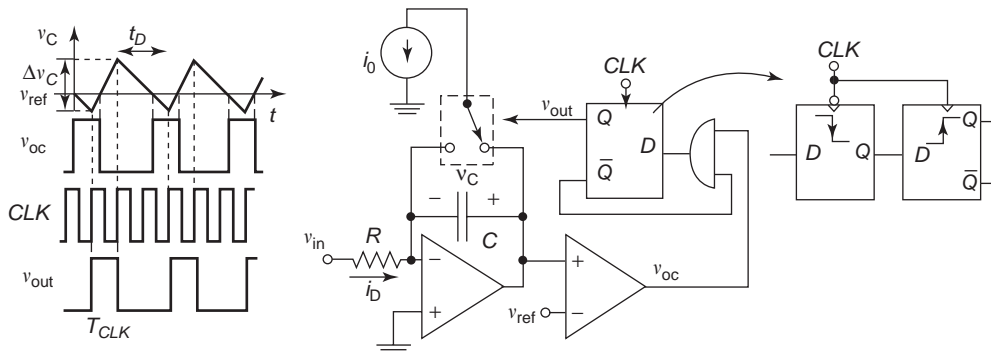 v_C
t_D
Δv_C
v_ref
t
v_oc
CLK
v_out
T_CLK
i_0
v_out
CLK
Q
D
Q̅
v_C
− +
C
v_in
R
i_D
−
+
+
−
v_ref
v_oc
CLK
D
Q
D
Q
Q̅